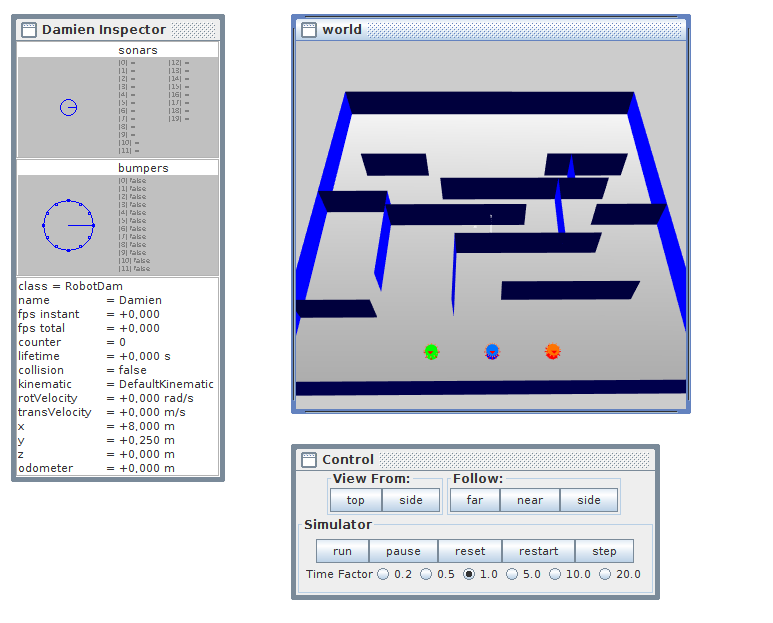 Damien Inspector
sonars
[0] = [12] =
[1] = [13] =
[2] = [14] =
[3] = [15] =
[4] = [16] =
[5] = [17] =
[6] = [18] =
[7] = [19] =
[8] =
[9] =
[10] =
[11] =
bumpers
[0] false
[1] false
[2] false
[3] false
[4] false
[5] false
[6] false
[7] false
[8] false
[9] false
[10] false
[11] false
class = RobotDam
name = Damien
fps instant = +0,000
fps total = +0,000
counter = 0
lifetime = +0,000 s
collision = false
kinematic = DefaultKinematic
rotVelocity = +0,000 rad/s
transVelocity = +0,000 m/s
x = +8,000 m
y = +0,250 m
z = +0,000 m
odometer = +0,000 m
world
Control
View From: Follow:
top side far near side
Simulator
run pause reset restart step
Time Factor 0.2 0.5 1.0 5.0 10.0 20.0